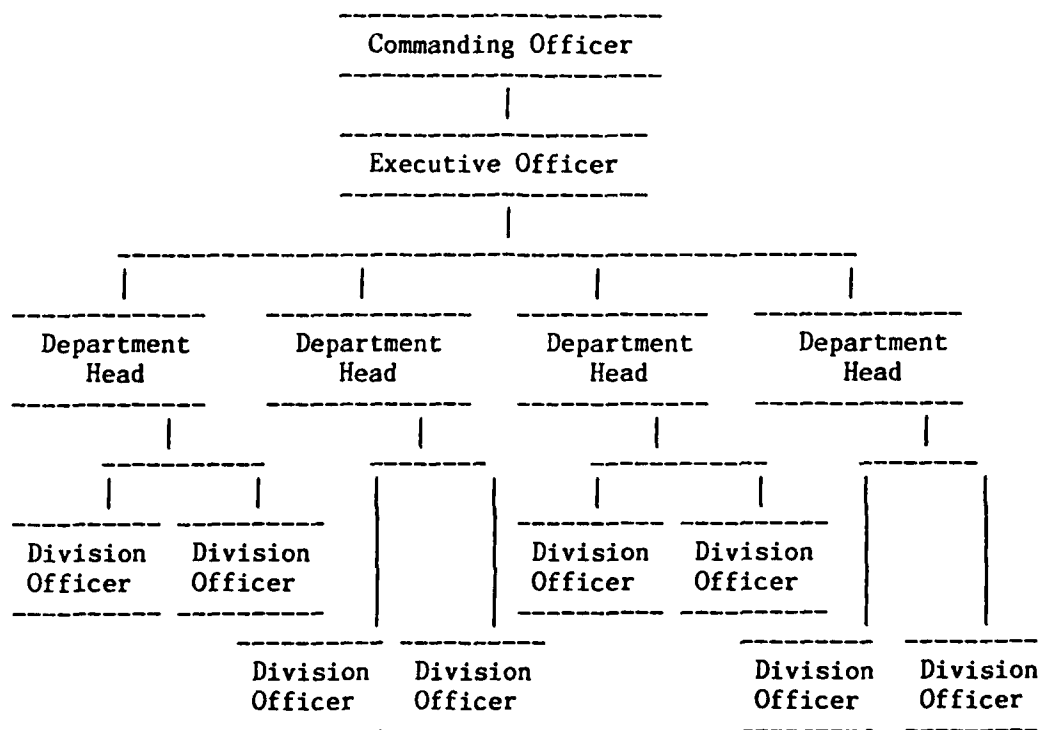 Commanding Officer
Executive Officer
Department Department Department Department
Head Head Head Head
Division Division Division Division
Officer Officer Officer Officer
Division Division Division Division
Officer Officer Officer Officer